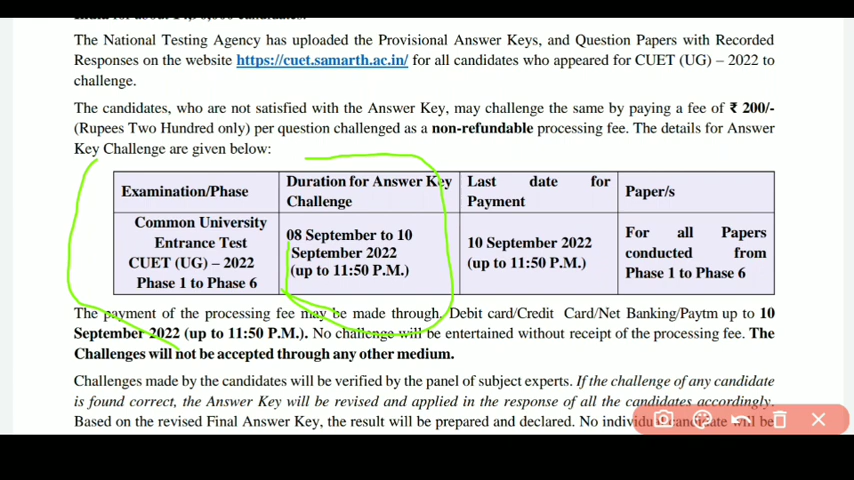 The National Testing Agency has uploaded the Provisional Answer Keys, and Question Papers with Recorded
Responses on the website https://cuet.samarth.ac.in/ for all candidates who appeared for CUET (UG) – 2022 to
challenge.
The candidates, who are not satisfied with the Answer Key, may challenge the same by paying a fee of ₹ 200/-
(Rupees Two Hundred only) per question challenged as a non-refundable processing fee. The details for Answer
Key Challenge are given below:
Examination/Phase
Duration for Answer Key
Challenge
Last date for
Payment
Paper/s
Common University
Entrance Test
CUET (UG) – 2022
Phase 1 to Phase 6
08 September to 10
September 2022
(up to 11:50 P.M.)
10 September 2022
(up to 11:50 P.M.)
For all Papers
conducted from
Phase 1 to Phase 6
The payment of the processing fee may be made through, Debit card/Credit Card/Net Banking/Paytm up to 10
September 2022 (up to 11:50 P.M.). No challenge will be entertained without receipt of the processing fee. The
Challenges will not be accepted through any other medium.
Challenges made by the candidates will be verified by the panel of subject experts. If the challenge of any candidate
is found correct, the Answer Key will be revised and applied in the response of all the candidates accordingly.
Based on the revised Final Answer Key, the result will be prepared and declared. No individual candidate will be